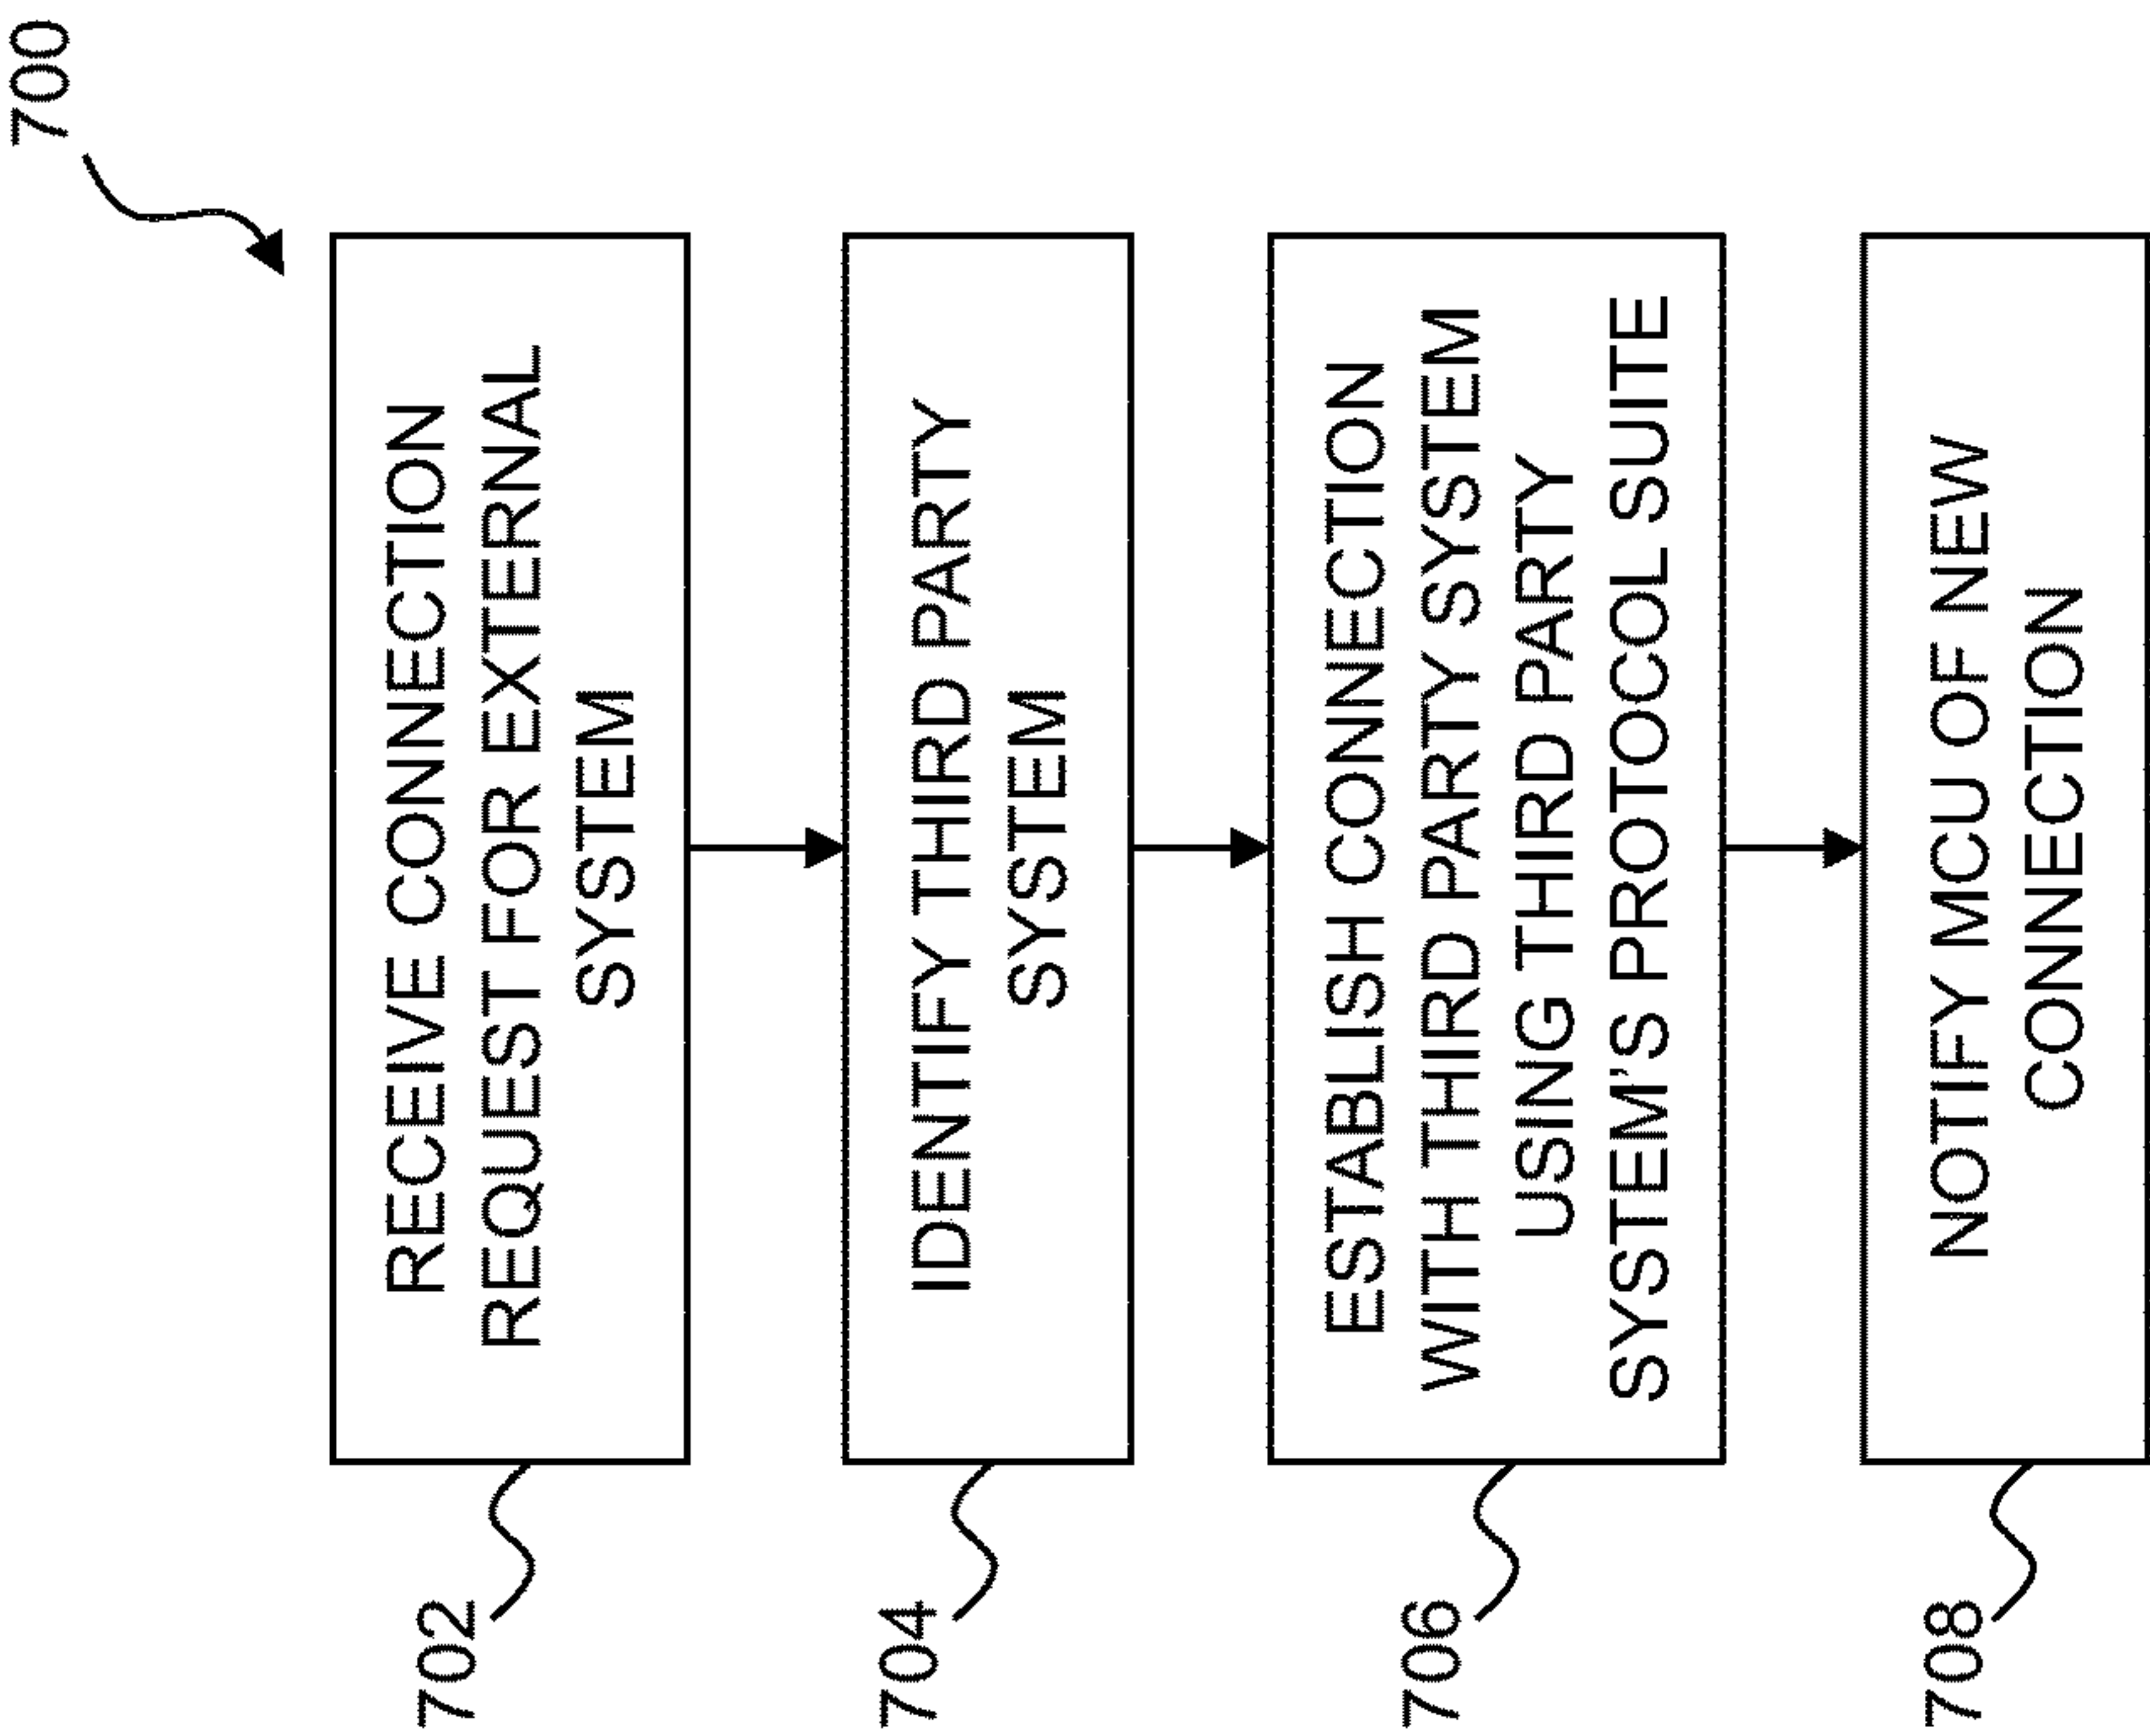 700
702
RECEIVE CONNECTION
REQUEST FOR EXTERNAL
SYSTEM
704
IDENTIFY THIRD PARTY
SYSTEM
706
ESTABLISH CONNECTION
WITH THIRD PARTY SYSTEM
USING THIRD PARTY
SYSTEM'S PROTOCOL SUITE
708
NOTIFY MCU OF NEW
CONNECTION